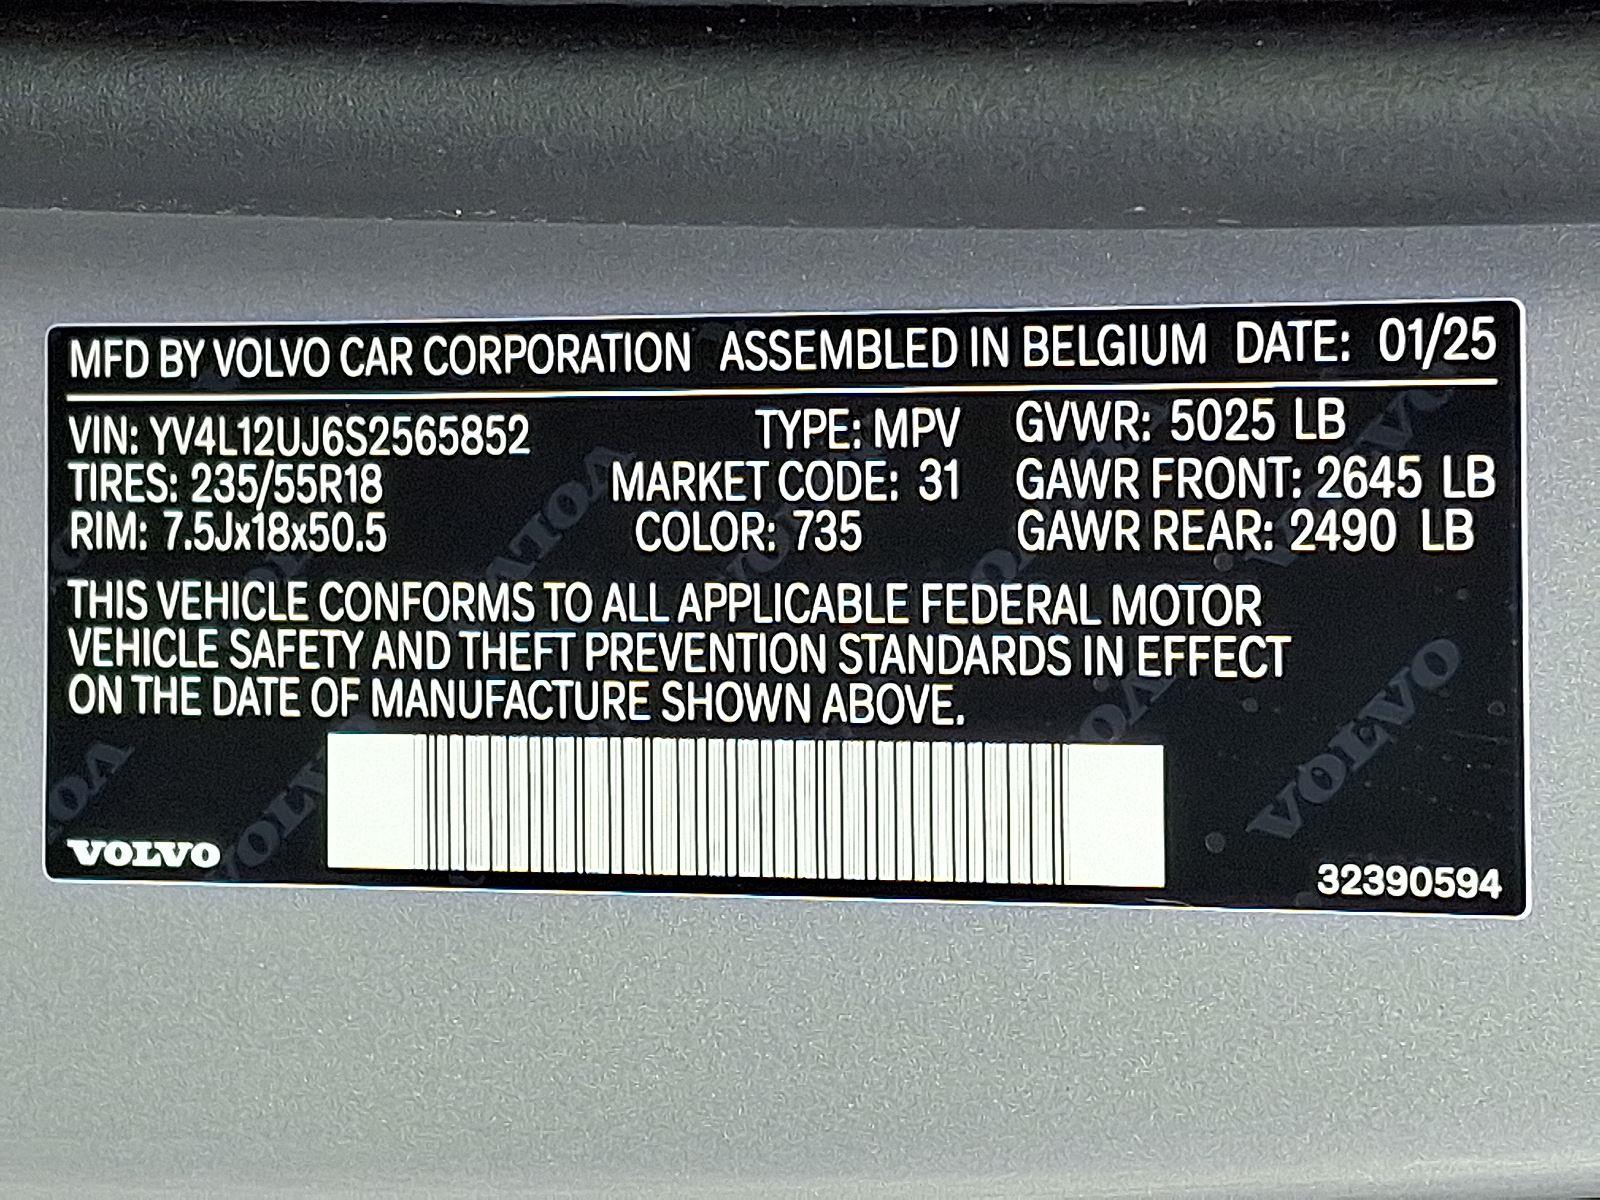 MFD BY VOLVO CAR CORPORATION ASSEMBLED IN BELGIUM DATE: 01/25
VIN: YV4L12UJ6S2565852 TYPE: MPV GVWR: 5025 LB
TIRES: 235/55R18 MARKET CODE: 31 GAWR FRONT: 2645 LB
RIM: 7.5Jx18x50.5 COLOR: 735 GAWR REAR: 2490 LB
THIS VEHICLE CONFORMS TO ALL APPLICABLE FEDERAL MOTOR
VEHICLE SAFETY AND THEFT PREVENTION STANDARDS IN EFFECT
ON THE DATE OF MANUFACTURE SHOWN ABOVE.
VOLVO
32390594